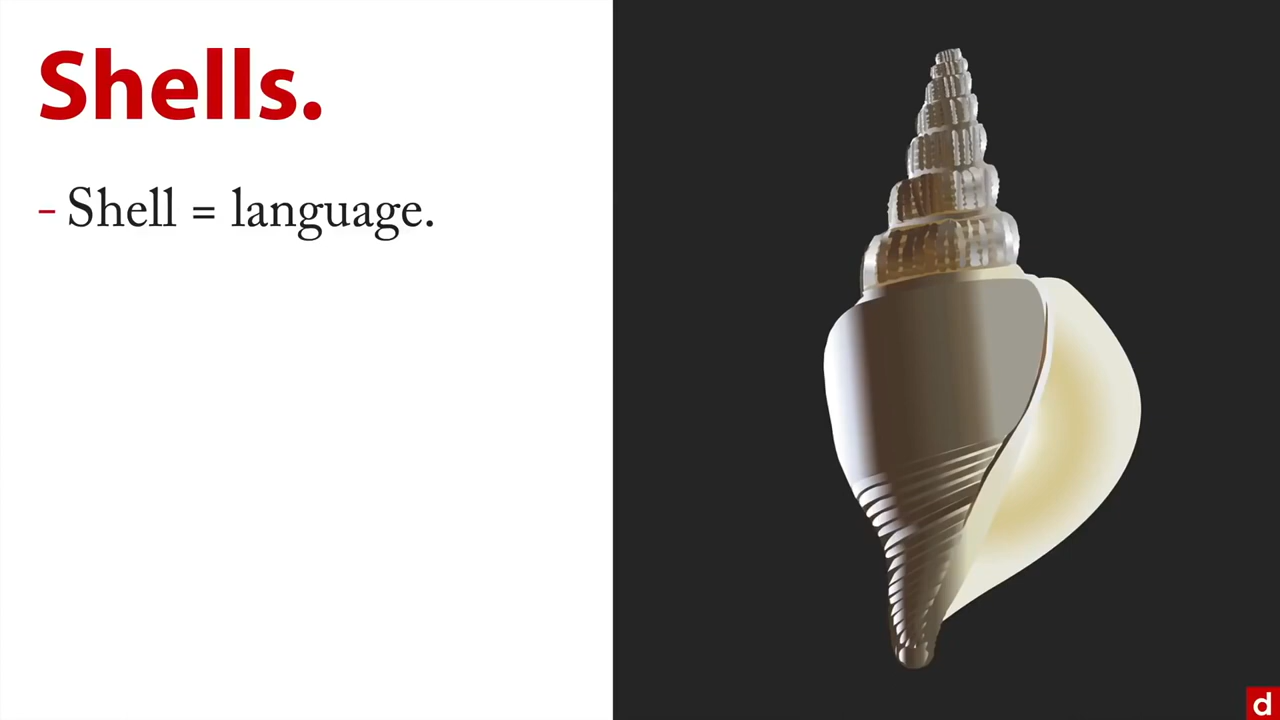 Shells.
– Shell = language.
d